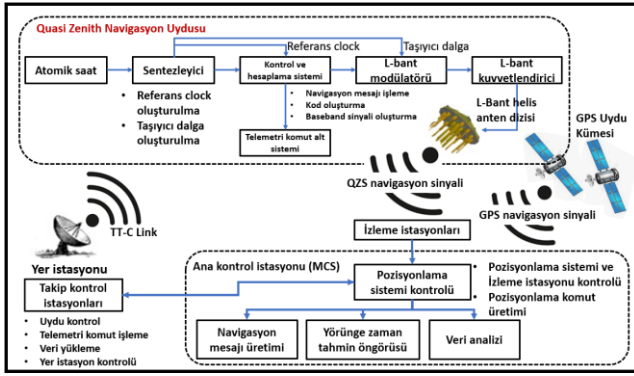 Quasi Zenith Navigasyon Uydusu
Referans clock
Taşıyıcı dalga
Atomik saat
Sentezleyici
Kontrol ve
hesaplama sistemi
L-bant
modülatörü
L-bant
kuvvetlendirici
• Referans clock
oluşturulma
• Taşıyıcı dalga
oluşturulma
• Navigasyon mesajı işleme
• Kod oluşturma
• Baseband sinyali oluşturma
Telemetri komut alt
sistemi
L-Bant helis
anten dizisi
GPS Uydu
Kümesi
QZS navigasyon sinyali
GPS navigasyon sinyali
TT-C Link
Yer istasyonu
İzleme istasyonları
Ana kontrol istasyonu (MCS)
Takip kontrol
istasyonları
• Uydu kontrol
• Telemetri komut işleme
• Veri yükleme
• Yer istasyon kontrolü
Pozisyonlama
sistemi kontrolü
• Pozisyonlama sistemi ve
İzleme istasyonu kontrolü
• Pozisyonlama komut
üretimi
Navigasyon
mesajı üretimi
Yörünge zaman
tahmin öngörüsü
Veri analizi